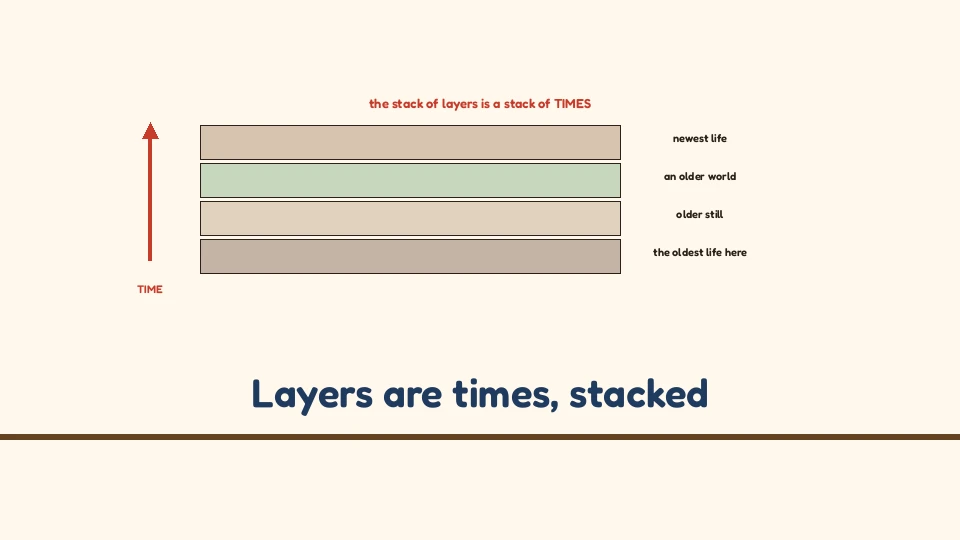 the stack of layers is a stack of TIMES
newest life
an older world
older still
the oldest life here
TIME
Layers are times, stacked